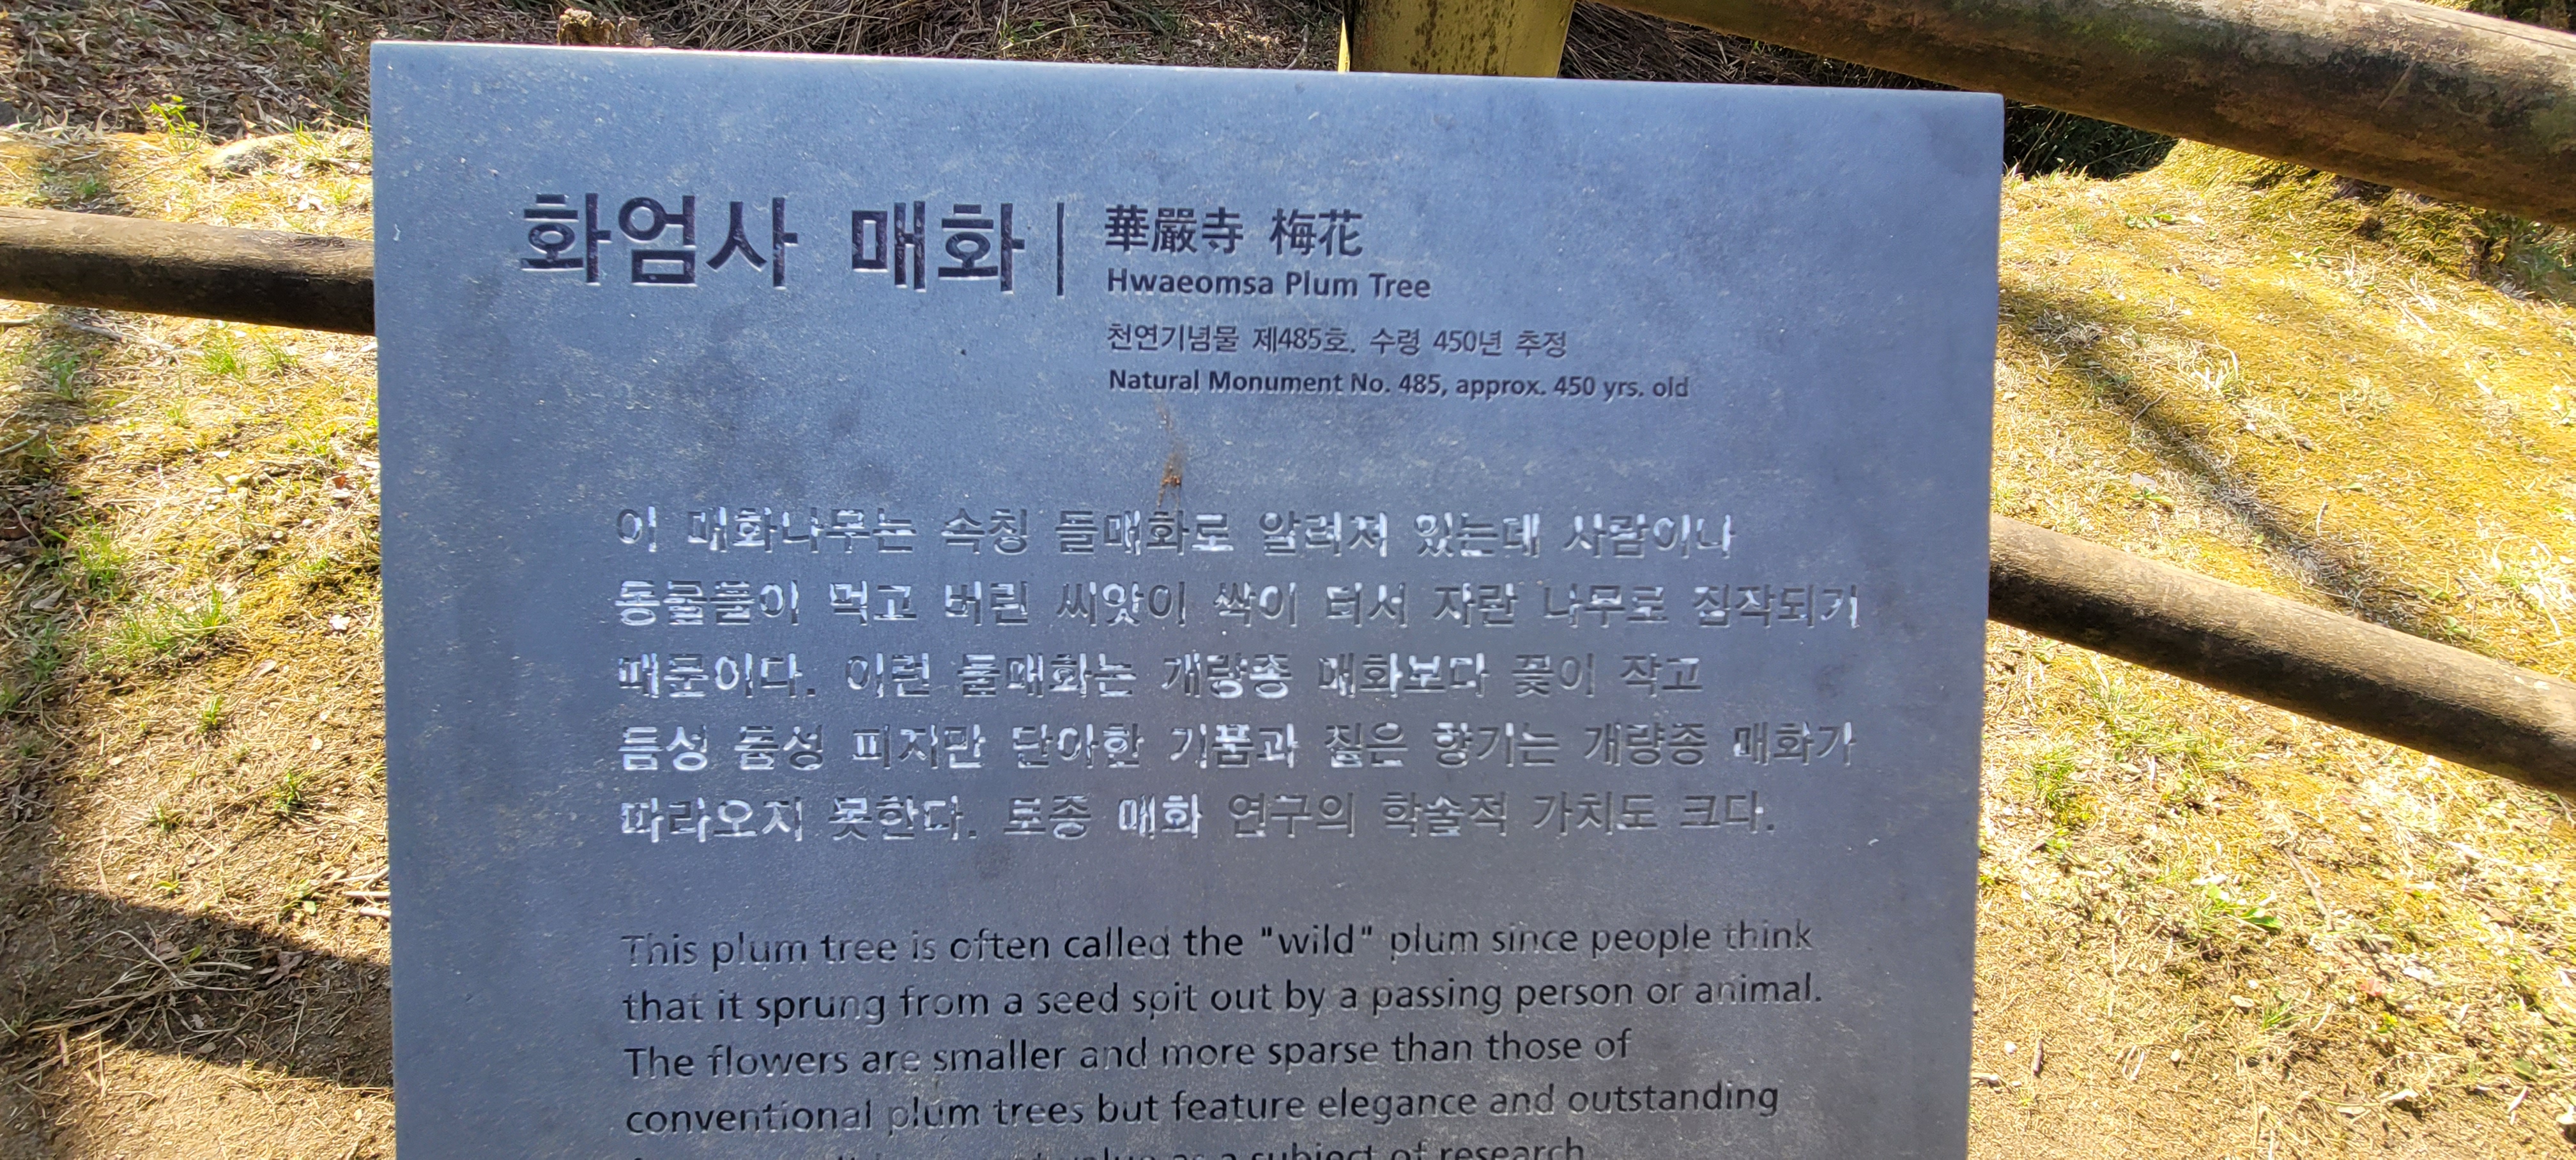 화엄사 매화
華嚴寺 梅花
Hwaeomsa Plum Tree
천연기념물 제485호, 수령 450년 추정
Natural Monument No. 485, approx. 450 yrs. old
이 매화나무는 속칭 들매화로 알려져 있는데 사람이나
동물들이 먹고 버린 씨앗이 싹이 터서 자란 나무로 짐작되기
때문이다. 이런 들매화는 개량종 매화보다 꽃이 작고
듬성 듬성 피지만 단아한 기품과 짙은 향기는 개량종 매화가
따라오지 못한다. 토종 매화 연구의 학술적 가치도 크다.
This plum tree is often called the "wild" plum since people think
that it sprung from a seed spit out by a passing person or animal.
The flowers are smaller and more sparse than those of
conventional plum trees but feature elegance and outstanding
value as a subject of research